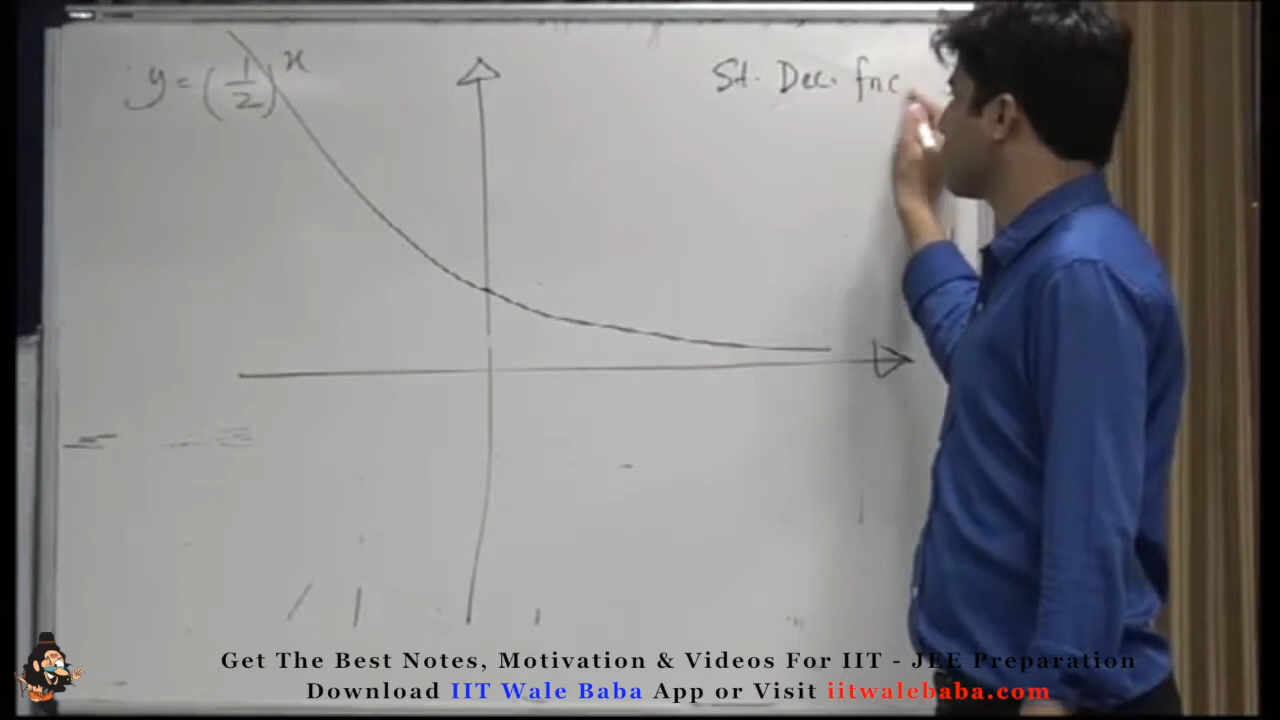 y = (1/2)^x
St. Dec. fnc
Get The Best Notes, Motivation & Videos For IIT - JEE Preparation
Download IIT Wale Baba App or Visit iitwalebaba.com